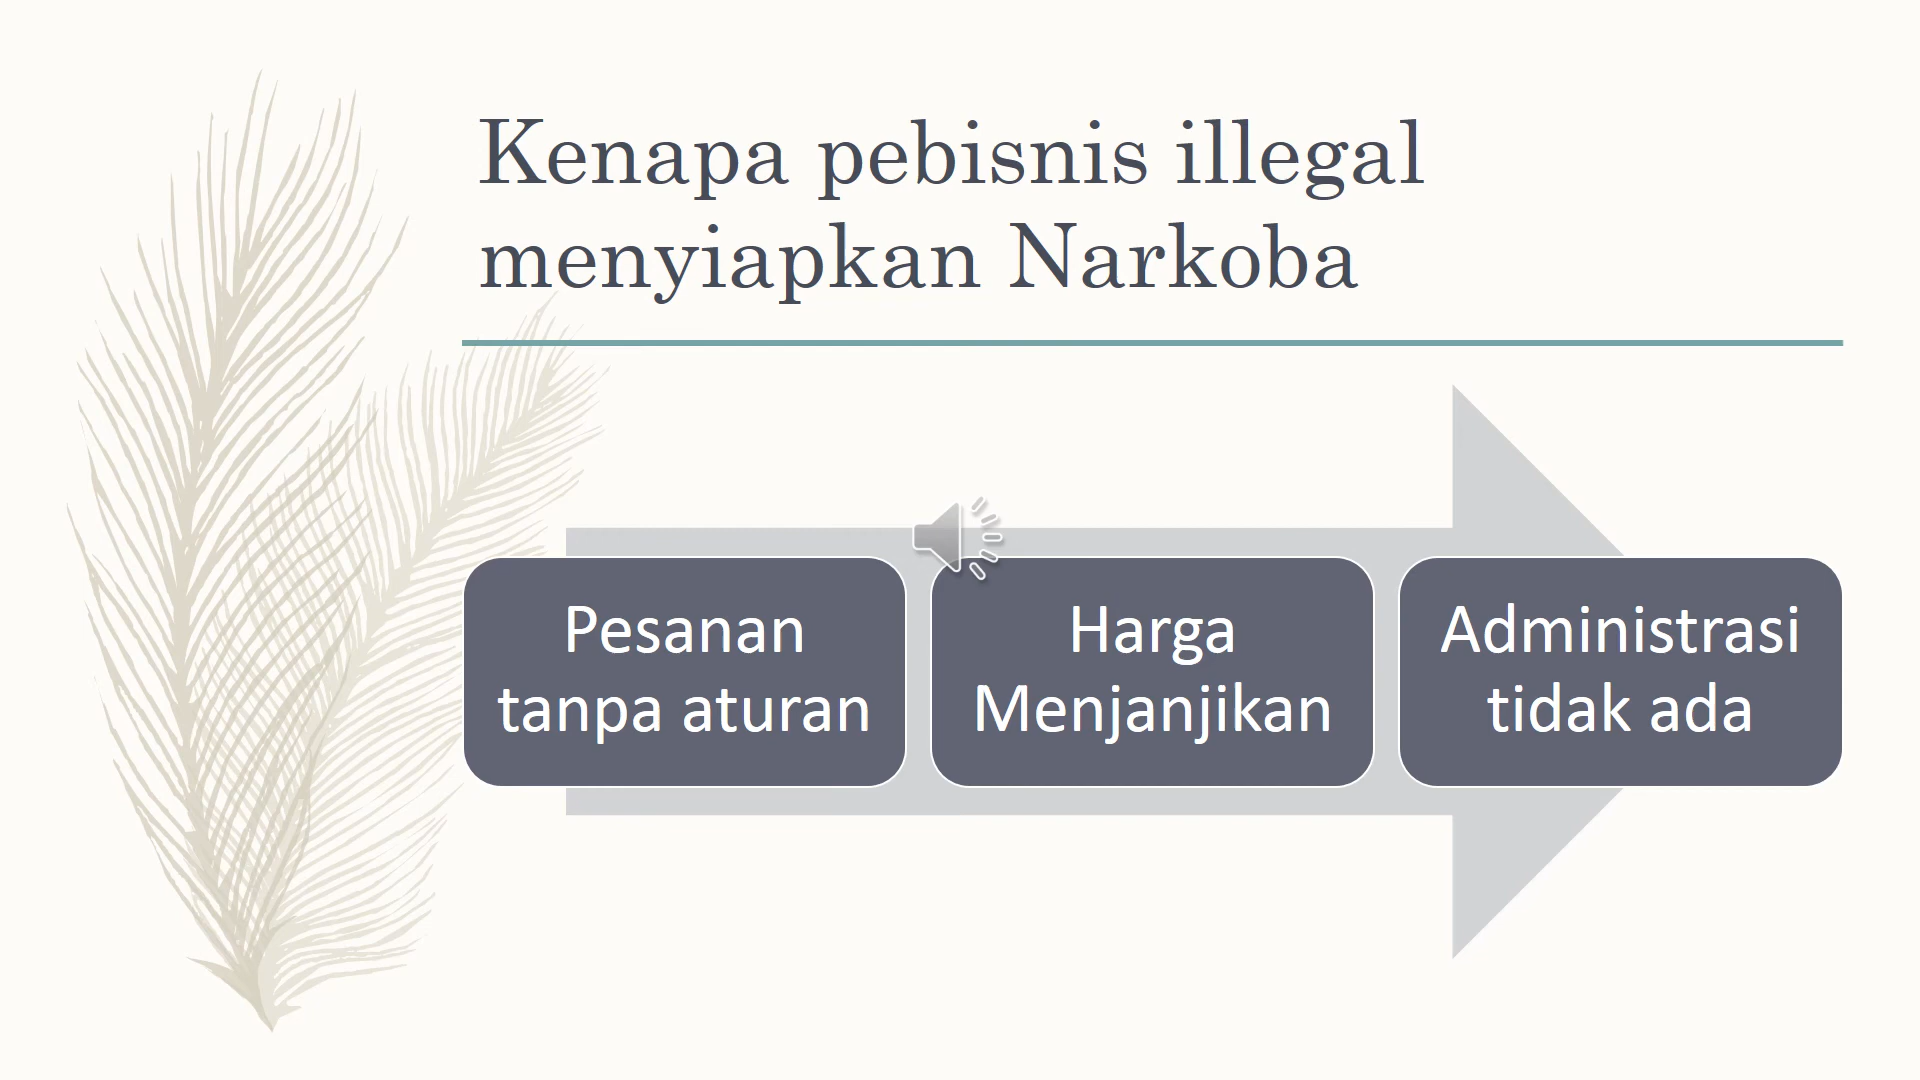 Kenapa pebisnis illegal
menyiapkan Narkoba
Pesanan
tanpa aturan
Harga
Menjanjikan
Administrasi
tidak ada